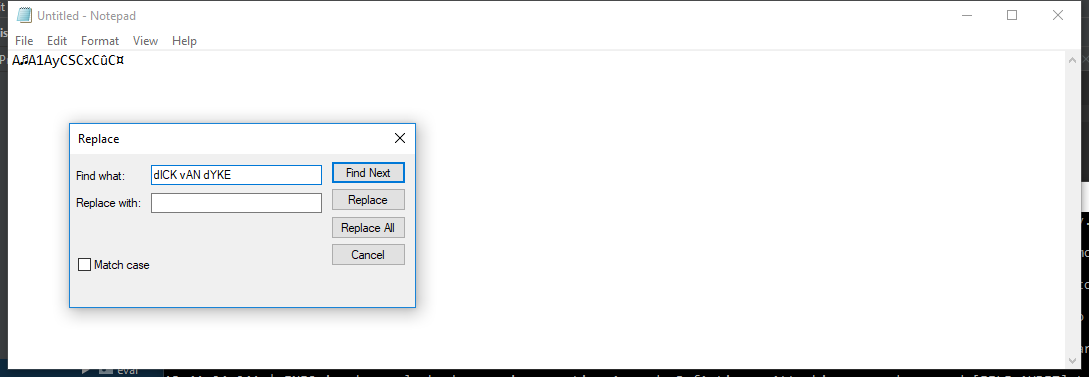 Untitled - Notepad
File Edit Format View Help
A♫A1AyCSCxCûC¤
Replace
Find what: dICK vAN dYKE Find Next
Replace with: Replace
Replace All
Cancel
Match case
eval